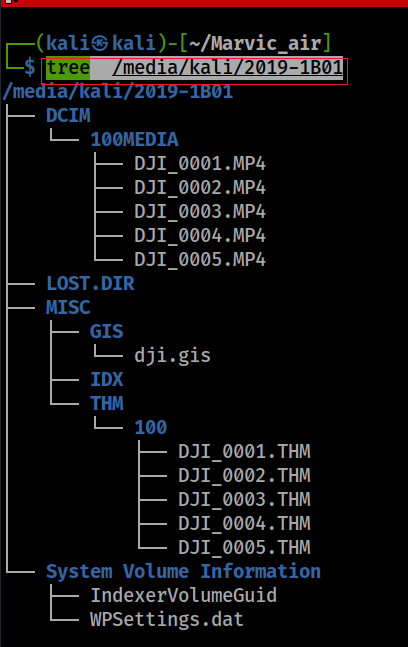 ┌──(kali㉿kali)-[~/Marvic_air]
└─$ tree /media/kali/2019-1B01
/media/kali/2019-1B01
├── DCIM
│   └── 100MEDIA
│       ├── DJI_0001.MP4
│       ├── DJI_0002.MP4
│       ├── DJI_0003.MP4
│       ├── DJI_0004.MP4
│       └── DJI_0005.MP4
├── LOST.DIR
├── MISC
│   ├── GIS
│   │   └── dji.gis
│   ├── IDX
│   └── THM
│       └── 100
│           ├── DJI_0001.THM
│           ├── DJI_0002.THM
│           ├── DJI_0003.THM
│           ├── DJI_0004.THM
│           └── DJI_0005.THM
└── System Volume Information
    ├── IndexerVolumeGuid
    └── WPSettings.dat